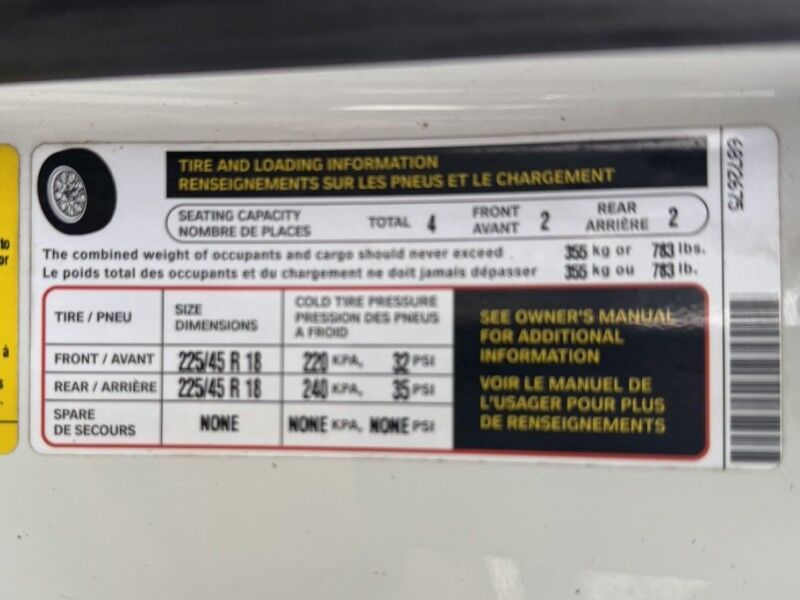 TIRE AND LOADING INFORMATION
RENSEIGNEMENTS SUR LES PNEUS ET LE CHARGEMENT
SEATING CAPACITY
NOMBRE DE PLACES
TOTAL 4
FRONT
AVANT 2
REAR
ARRIÈRE 2
The combined weight of occupants and cargo should never exceed 355 kg or 783 lbs.
Le poids total des occupants et du chargement ne doit jamais dépasser 355 kg ou 783 lb.
TIRE / PNEU
SIZE
DIMENSIONS
COLD TIRE PRESSURE
PRESSION DES PNEUS
A FROID
FRONT / AVANT 225/45 R 18 220 KPA, 32 PSI
REAR / ARRIÈRE 225/45 R 18 240 KPA, 35 PSI
SPARE
DE SECOURS
NONE NONE KPA, NONE PSI
SEE OWNER'S MANUAL
FOR ADDITIONAL
INFORMATION
VOIR LE MANUEL DE
L'USAGER POUR PLUS
DE RENSEIGNEMENTS
6872675
to
or
à